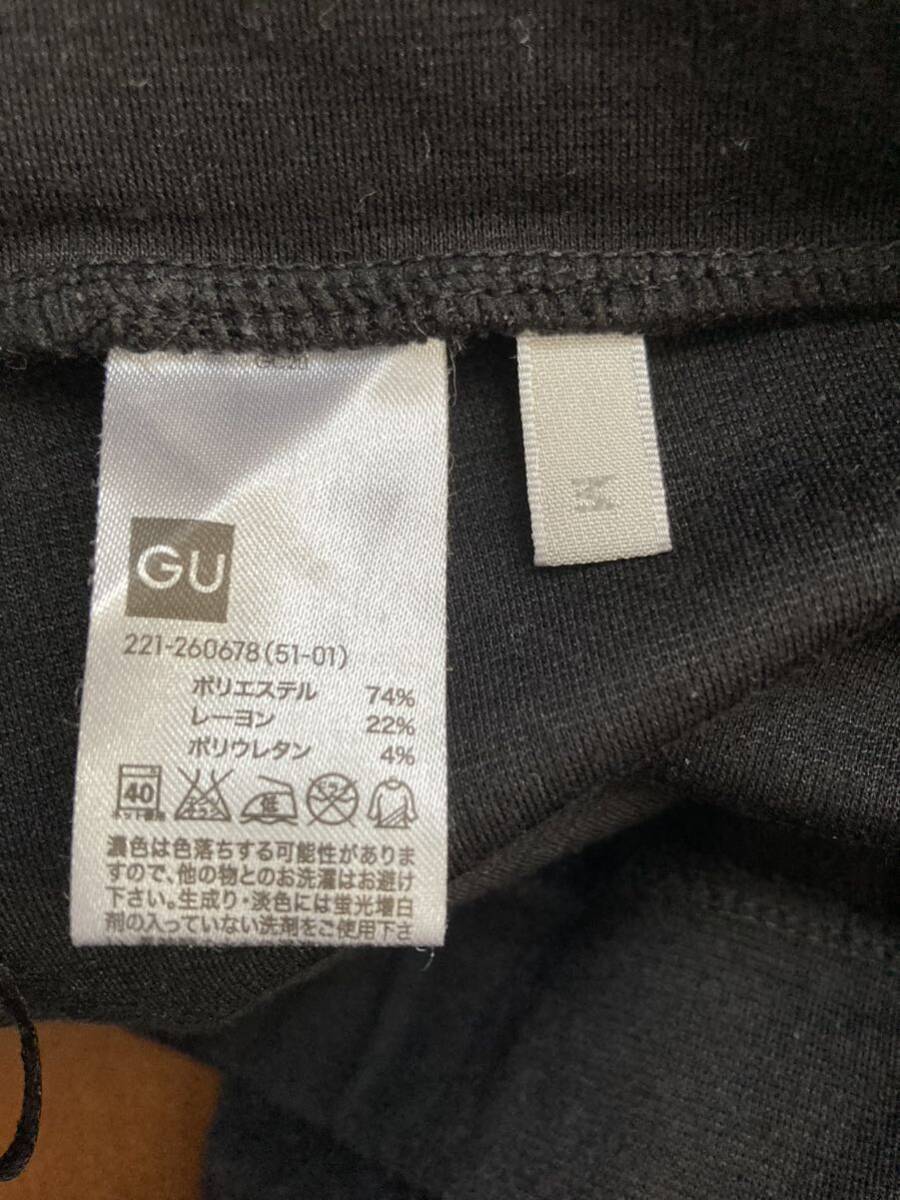 GU
221-260678(51-01)
ポリエステル 74%
レーヨン 22%
ポリウレタン 4%
40
低
濃色は色落ちする可能性がありま
すので、他の物とのお洗濯はお避け
下さい。生成り・淡色には蛍光増白
剤の入っていない洗剤をご使用下さ
M